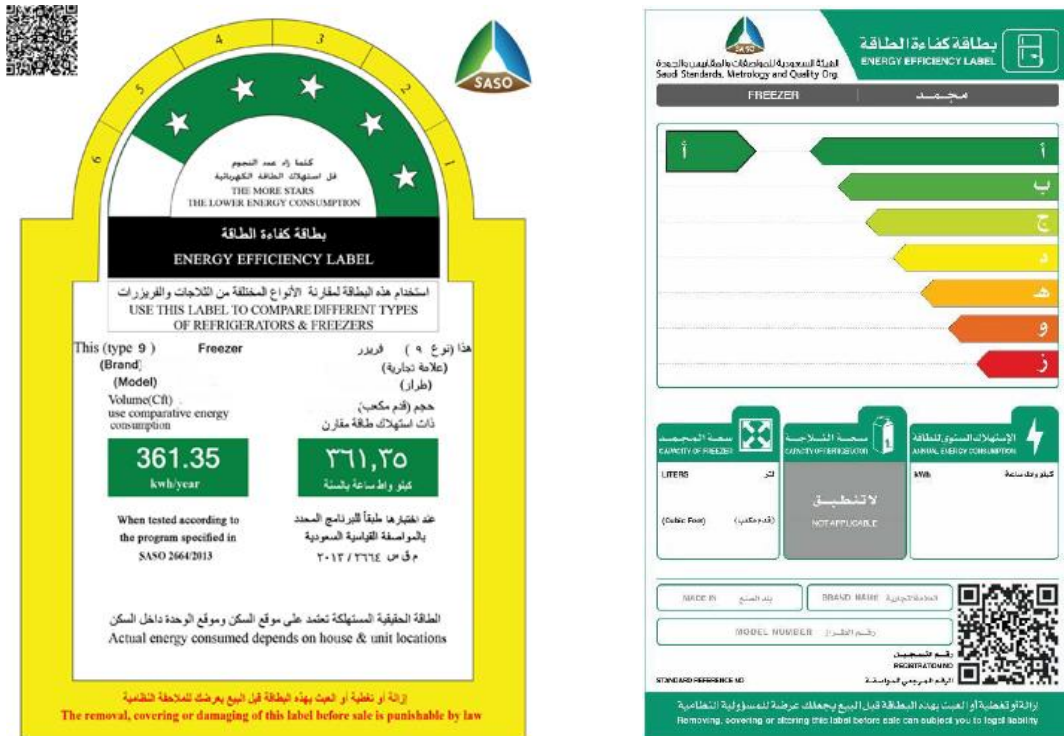 6
5
4
3
2
1
SASO
كلما زاد عدد النجوم
قل استهلاك الطاقة الكهربائية
THE MORE STARS
THE LOWER ENERGY CONSUMPTION
بطاقة كفاءة الطاقة
ENERGY EFFICIENCY LABEL
استخدام هذه البطاقة لمقارنة الأنواع المختلفة من الثلاجات والفريزرات
USE THIS LABEL TO COMPARE DIFFERENT TYPES
OF REFRIGERATORS & FREEZERS
This (type 9 ) Freezer
هذا (نوع ٩ ) فريزر
(Brand)
(علامة تجارية)
(Model)
(طراز)
Volume(Cft)
حجم (قدم مكعب)
use comparative energy
consumption
ذات استهلاك طاقة مقارن
361.35
kwh/year
٣٦١,٣٥
كيلو واط ساعة بالسنة
When tested according to
the program specified in
SASO 2664/2013
عند اختبارها طبقاً للبرنامج المحدد
بالمواصفة القياسية السعودية
م ق س ٢٦٦٤ / ٢٠١٣
الطاقة الحقيقية المستهلكة تعتمد على موقع السكن وموقع الوحدة داخل السكن
Actual energy consumed depends on house & unit locations
إزالة أو تغطية أو العبث بهذه البطاقة قبل البيع يعرضك للملاحقة النظامية
The removal, covering or damaging of this label before sale is punishable by law
SASO
الهيئة السعودية للمواصفات والمقاييس والجودة
Saudi Standards, Metrology and Quality Org.
بطاقة كفاءة الطاقة
ENERGY EFFICIENCY LABEL
FREEZER
مجمد
أ
أ
ب
ج
د
هـ
و
ز
سعة المجمد
CAPACITY OF FREEZER
سعة الثلاجة
CAPACITY OF REFRIGERATOR
الإستهلاك السنوي للطاقة
ANNUAL ENERGY CONSUMPTION
LITERS
لتر
(Cubic Foot)
(قدم مكعب)
لا تنطبق
NOT APPLICABLE
kWh
كيلو واط ساعة
MADE IN بلد الصنع
BRAND NAME العلامة التجارية
MODEL NUMBER رقم الطراز
رقم التسجيل
REGISTRATION NO
STANDARD REFERENCE NO
الرقم المرجعي للمواصفة
إزالة أو تغطية أو العبث بهذه البطاقة قبل البيع يجعلك عرضة للمسؤولية النظامية
Removing, covering or altering this label before sale can subject you to legal liability